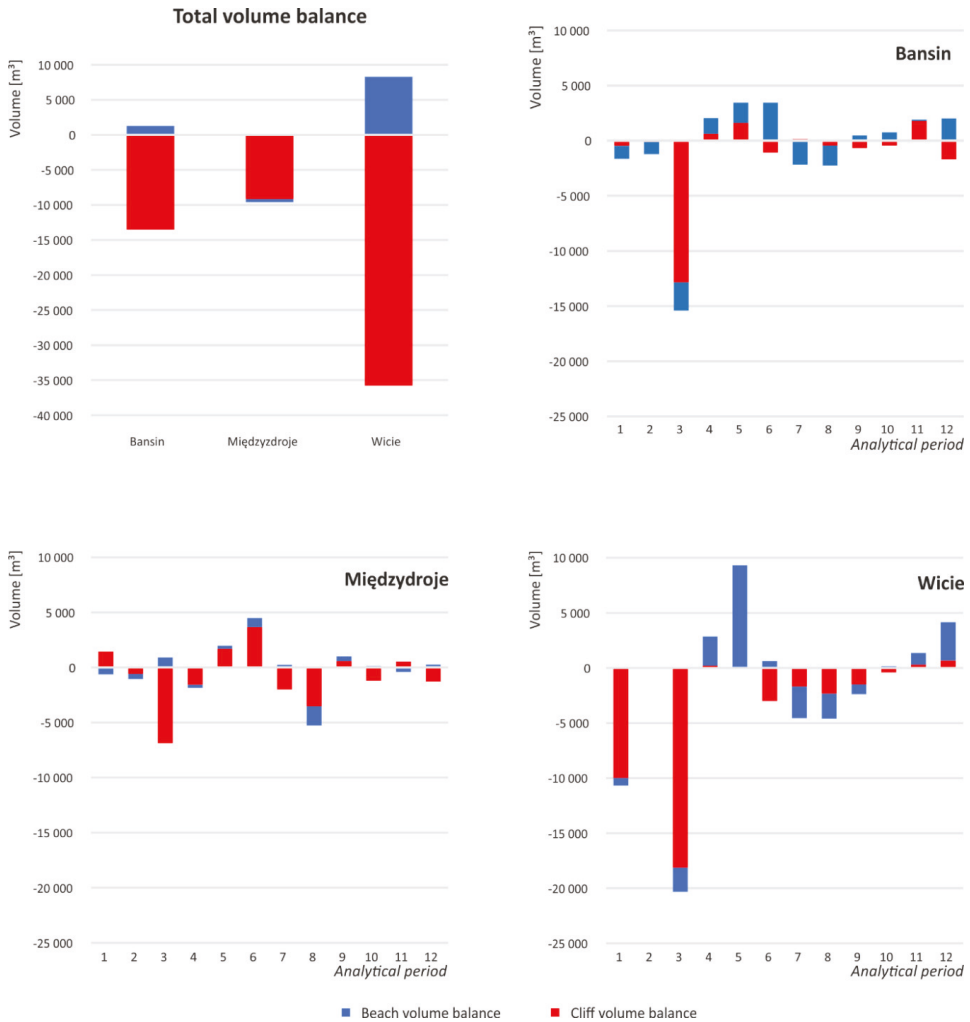 Total volume balance
Volume [m³]
10 000
5 000
0
-5 000
-10 000
-15 000
-20 000
-25 000
-30 000
-35 000
-40 000
Bansin Międzyzdroje Wicie
Bansin
Volume [m³]
10 000
5 000
0
-5 000
-10 000
-15 000
-20 000
-25 000
1 2 3 4 5 6 7 8 9 10 11 12
Analytical period
Międzydroje
Volume [m³]
10 000
5 000
0
-5 000
-10 000
-15 000
-20 000
-25 000
1 2 3 4 5 6 7 8 9 10 11 12
Analytical period
Wicie
Volume [m³]
10 000
5 000
0
-5 000
-10 000
-15 000
-20 000
-25 000
1 2 3 4 5 6 7 8 9 10 11 12
Analytical period
Beach volume balance Cliff volume balance